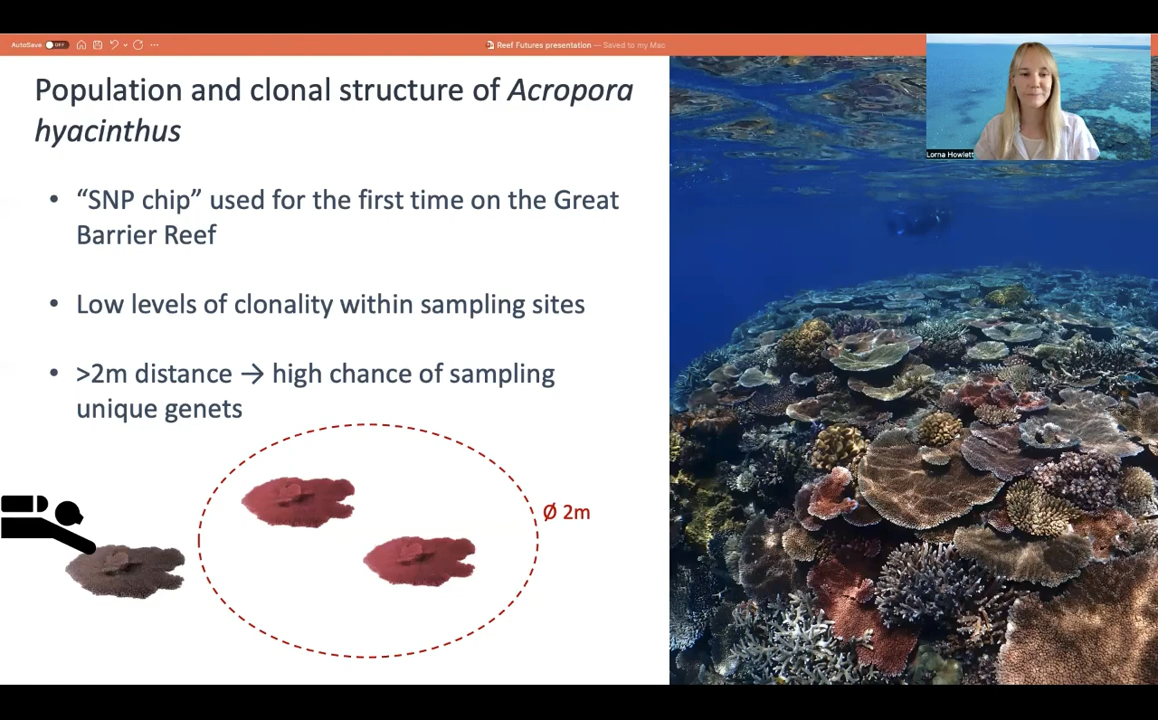 AutoSave OFF
Reef Futures presentation — Saved to my Mac
Population and clonal structure of Acropora
hyacinthus
• “SNP chip” used for the first time on the Great
Barrier Reef
• Low levels of clonality within sampling sites
• >2m distance → high chance of sampling
unique genets
Ø 2m
Lorna Howlett